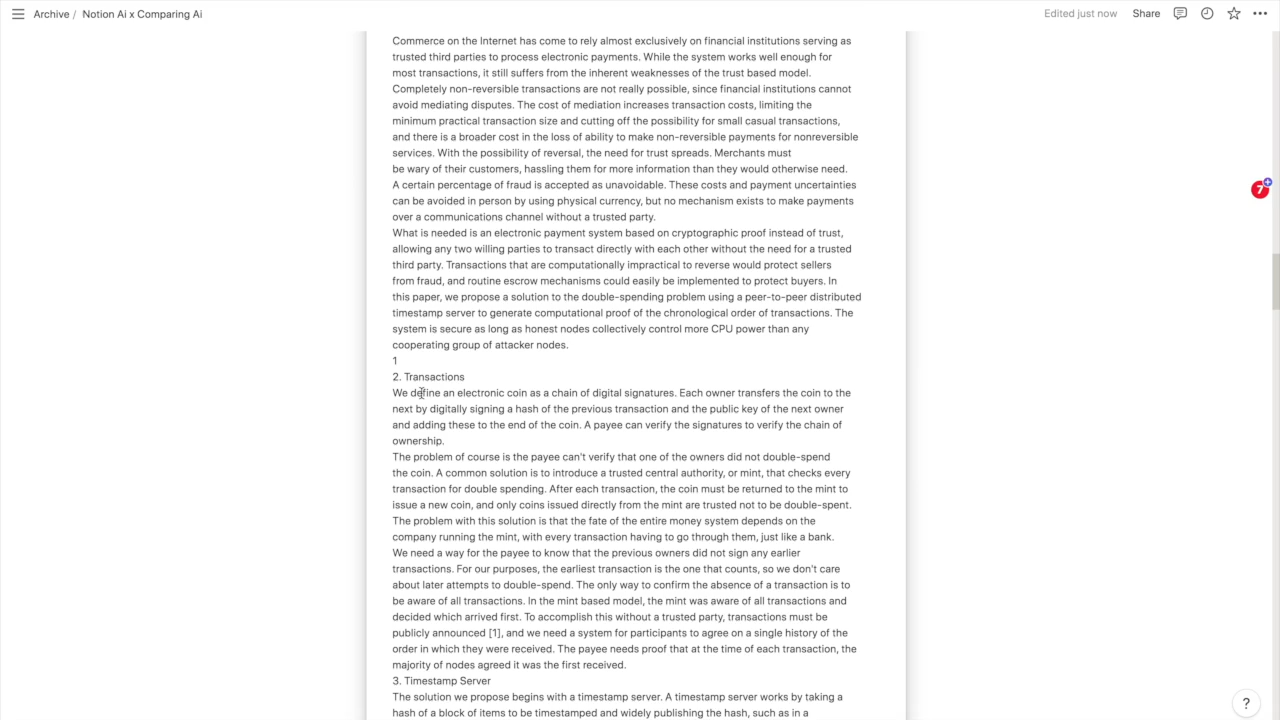 Archive / Notion Ai x Comparing Ai
Edited just now Share
Commerce on the Internet has come to rely almost exclusively on financial institutions serving as
trusted third parties to process electronic payments. While the system works well enough for
most transactions, it still suffers from the inherent weaknesses of the trust based model.
Completely non-reversible transactions are not really possible, since financial institutions cannot
avoid mediating disputes. The cost of mediation increases transaction costs, limiting the
minimum practical transaction size and cutting off the possibility for small casual transactions,
and there is a broader cost in the loss of ability to make non-reversible payments for nonreversible
services. With the possibility of reversal, the need for trust spreads. Merchants must
be wary of their customers, hassling them for more information than they would otherwise need.
A certain percentage of fraud is accepted as unavoidable. These costs and payment uncertainties
can be avoided in person by using physical currency, but no mechanism exists to make payments
over a communications channel without a trusted party.
What is needed is an electronic payment system based on cryptographic proof instead of trust,
allowing any two willing parties to transact directly with each other without the need for a trusted
third party. Transactions that are computationally impractical to reverse would protect sellers
from fraud, and routine escrow mechanisms could easily be implemented to protect buyers. In
this paper, we propose a solution to the double-spending problem using a peer-to-peer distributed
timestamp server to generate computational proof of the chronological order of transactions. The
system is secure as long as honest nodes collectively control more CPU power than any
cooperating group of attacker nodes.
1
2. Transactions
We define an electronic coin as a chain of digital signatures. Each owner transfers the coin to the
next by digitally signing a hash of the previous transaction and the public key of the next owner
and adding these to the end of the coin. A payee can verify the signatures to verify the chain of
ownership.
The problem of course is the payee can't verify that one of the owners did not double-spend
the coin. A common solution is to introduce a trusted central authority, or mint, that checks every
transaction for double spending. After each transaction, the coin must be returned to the mint to
issue a new coin, and only coins issued directly from the mint are trusted not to be double-spent.
The problem with this solution is that the fate of the entire money system depends on the
company running the mint, with every transaction having to go through them, just like a bank.
We need a way for the payee to know that the previous owners did not sign any earlier
transactions. For our purposes, the earliest transaction is the one that counts, so we don't care
about later attempts to double-spend. The only way to confirm the absence of a transaction is to
be aware of all transactions. In the mint based model, the mint was aware of all transactions and
decided which arrived first. To accomplish this without a trusted party, transactions must be
publicly announced [1], and we need a system for participants to agree on a single history of the
order in which they were received. The payee needs proof that at the time of each transaction, the
majority of nodes agreed it was the first received.
3. Timestamp Server
The solution we propose begins with a timestamp server. A timestamp server works by taking a
hash of a block of items to be timestamped and widely publishing the hash, such as in a
7
?